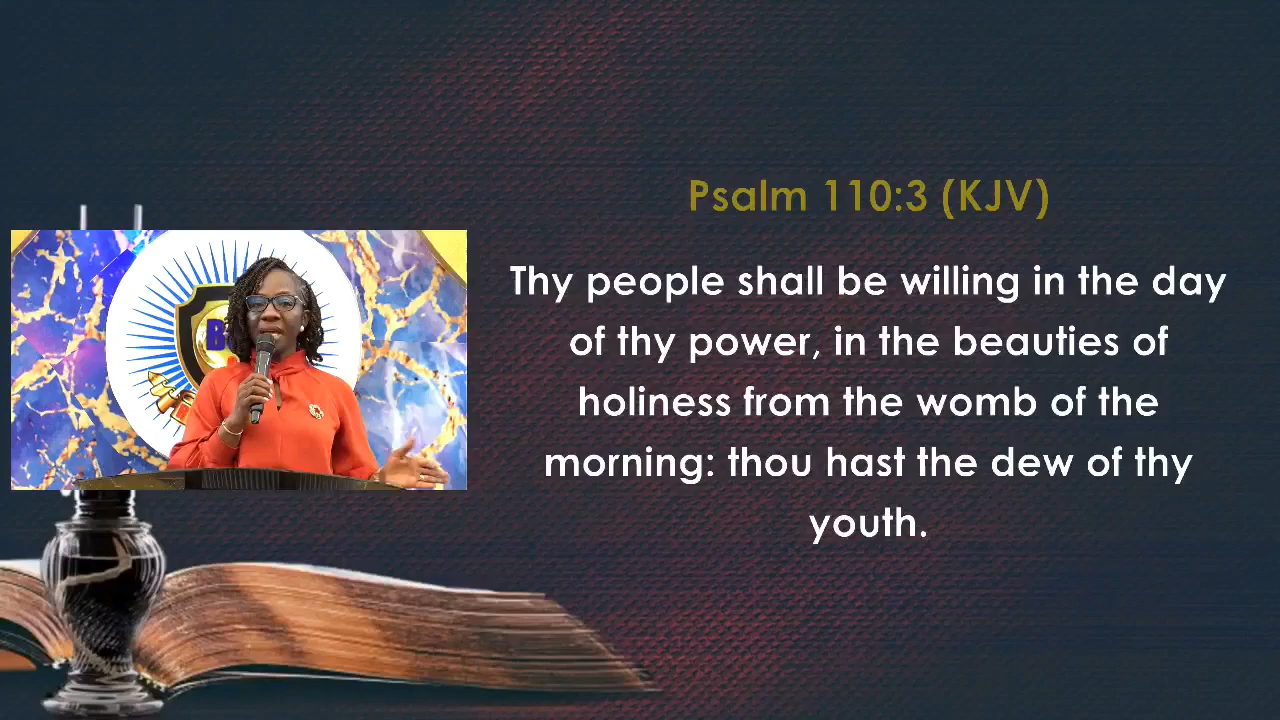 Psalm 110:3 (KJV)
Thy people shall be willing in the day
of thy power, in the beauties of
holiness from the womb of the
morning: thou hast the dew of thy
youth.